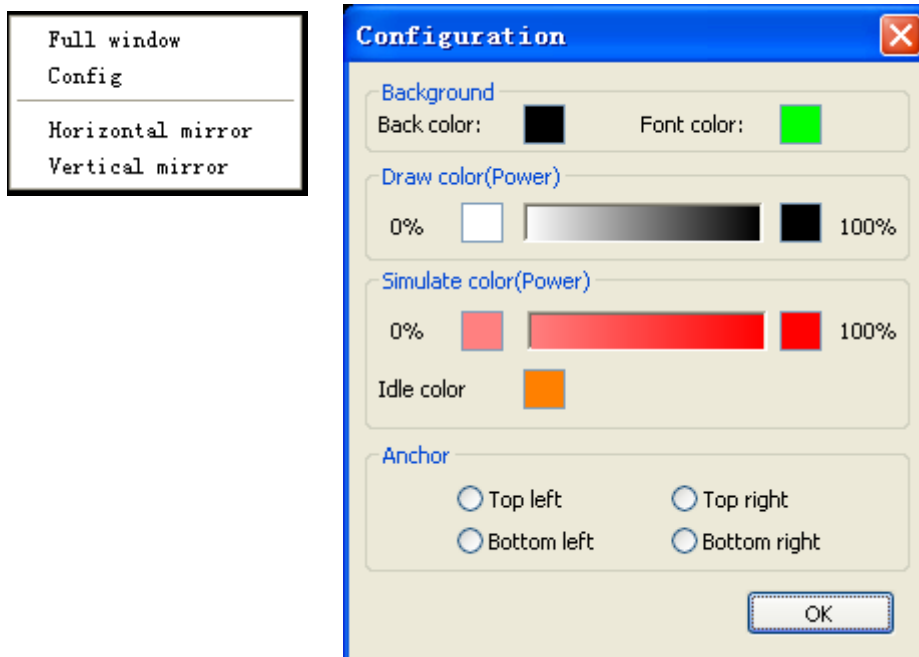 Full window
Config
Horizontal mirror
Vertical mirror
Configuration
Background
Back color: Font color:
Draw color(Power)
0% 100%
Simulate color(Power)
0% 100%
Idle color
Anchor
Top left Top right
Bottom left Bottom right
OK